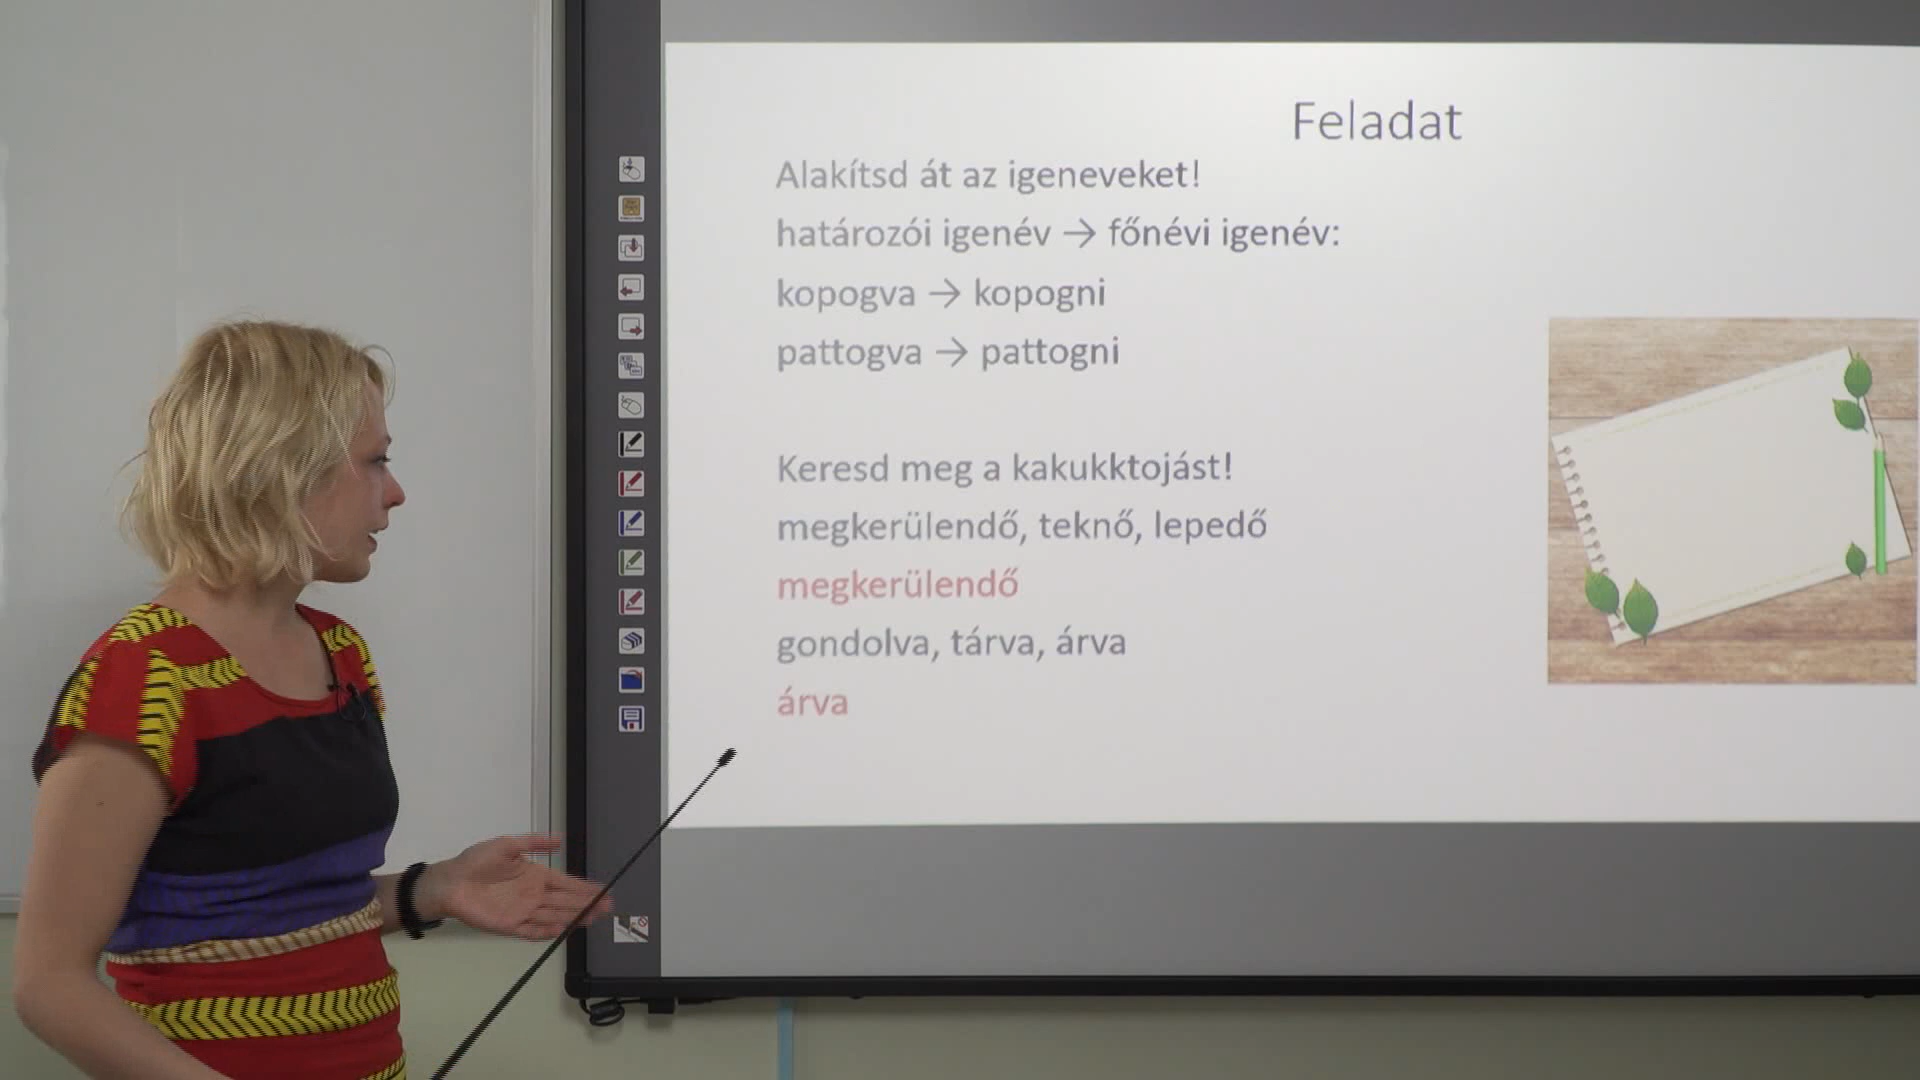 Feladat
Alakítsd át az igeneveket!
határozói igenév → főnévi igenév:
kopogva → kopogni
pattogva → pattogni
Keresd meg a kakukktojást!
megkerülendő, teknő, lepedő
megkerülendő
gondolva, tárva, árva
árva